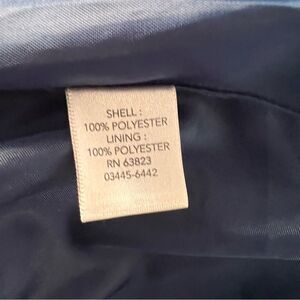 SHELL :
100% POLYESTER
LINING :
100% POLYESTER
RN 63823
03445-6442